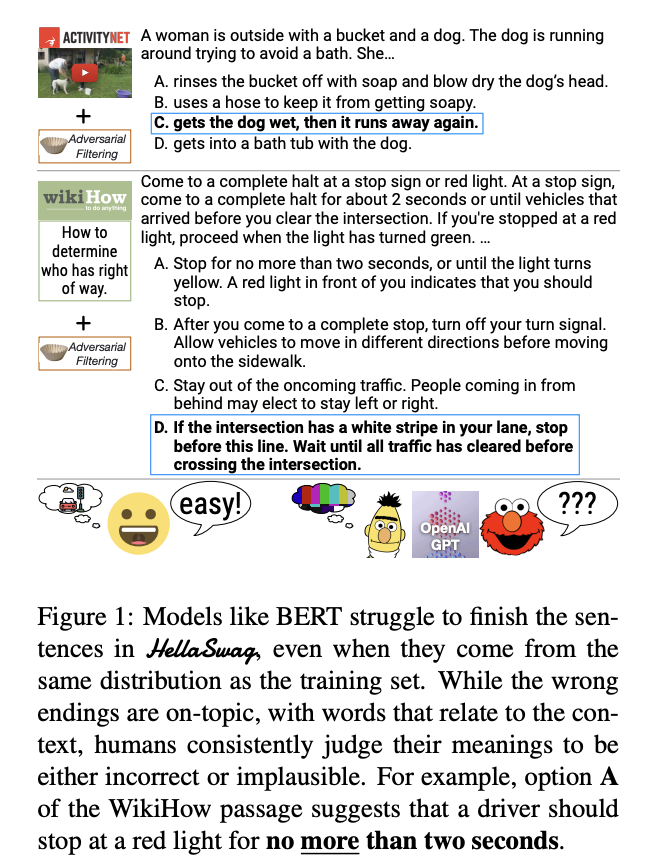 ACTIVITYNET
A woman is outside with a bucket and a dog. The dog is running
around trying to avoid a bath. She…
A. rinses the bucket off with soap and blow dry the dog's head.
B. uses a hose to keep it from getting soapy.
C. gets the dog wet, then it runs away again.
D. gets into a bath tub with the dog.
+
Adversarial
Filtering
wikiHow
to do anything
How to
determine
who has right
of way.
+
Adversarial
Filtering
Come to a complete halt at a stop sign or red light. At a stop sign,
come to a complete halt for about 2 seconds or until vehicles that
arrived before you clear the intersection. If you're stopped at a red
light, proceed when the light has turned green. …
A. Stop for no more than two seconds, or until the light turns
yellow. A red light in front of you indicates that you should
stop.
B. After you come to a complete stop, turn off your turn signal.
Allow vehicles to move in different directions before moving
onto the sidewalk.
C. Stay out of the oncoming traffic. People coming in from
behind may elect to stay left or right.
D. If the intersection has a white stripe in your lane, stop
before this line. Wait until all traffic has cleared before
crossing the intersection.
easy!
OpenAI
GPT
???
Figure 1: Models like BERT struggle to finish the sen-
tences in HellaSwag, even when they come from the
same distribution as the training set. While the wrong
endings are on-topic, with words that relate to the con-
text, humans consistently judge their meanings to be
either incorrect or implausible. For example, option A
of the WikiHow passage suggests that a driver should
stop at a red light for no more than two seconds.